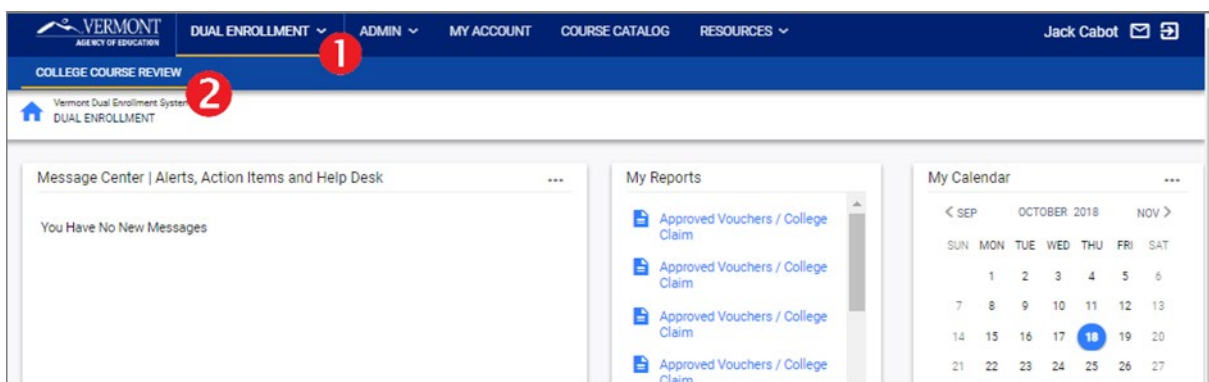 VERMONT
AGENCY OF EDUCATION
DUAL ENROLLMENT
ADMIN
MY ACCOUNT
COURSE CATALOG
RESOURCES
Jack Cabot
1
COLLEGE COURSE REVIEW
2
Vermont Dual Enrollment System
DUAL ENROLLMENT
Message Center | Alerts, Action Items and Help Desk
...
You Have No New Messages
My Reports
Approved Vouchers / College
Claim
Approved Vouchers / College
Claim
Approved Vouchers / College
Claim
Approved Vouchers / College
Claim
My Calendar
...
< SEP OCTOBER 2018 NOV >
SUN MON TUE WED THU FRI SAT
1 2 3 4 5 6
7 8 9 10 11 12 13
14 15 16 17 18 19 20
21 22 23 24 25 26 27